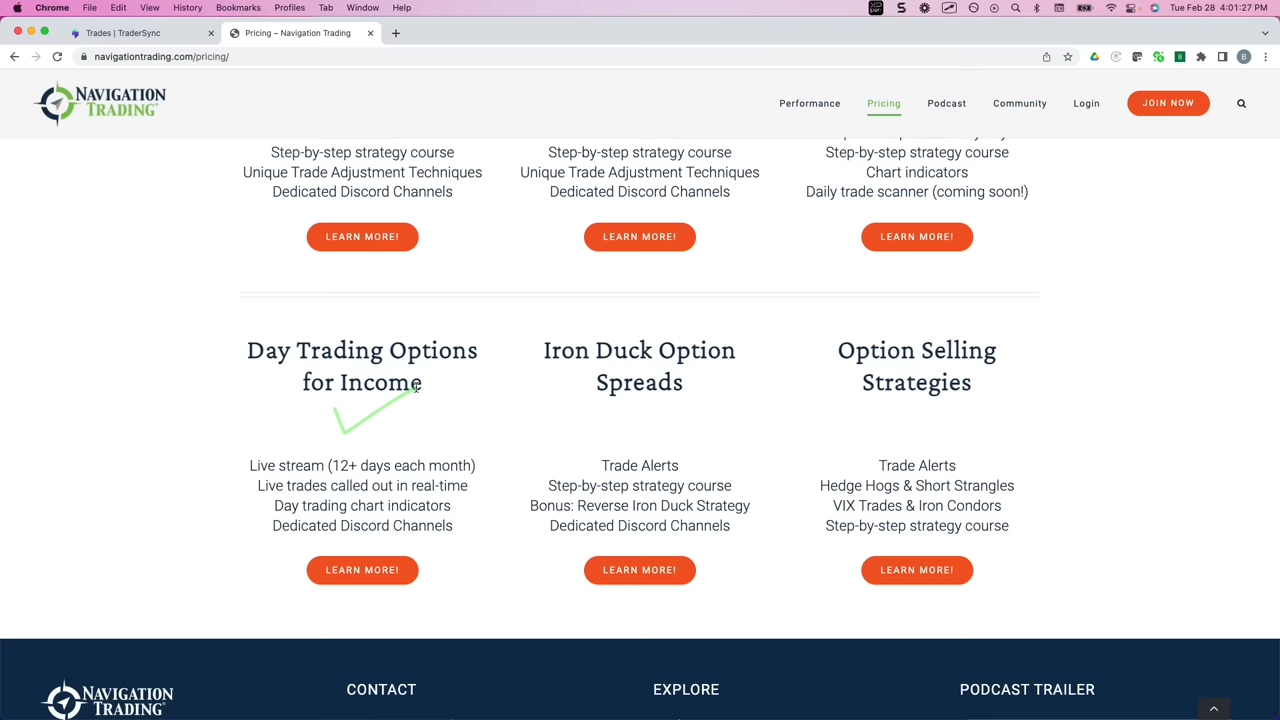 Chrome File Edit View History Bookmarks Profiles Tab Window Help
Tue Feb 28 4:01:27 PM
Trades | TraderSync
Pricing – Navigation Trading
navigationtrading.com/pricing/
B
B
NAVIGATION
TRADING
Performance Pricing Podcast Community Login JOIN NOW
Step-by-step strategy course Step-by-step strategy course Step-by-step strategy course
Unique Trade Adjustment Techniques Unique Trade Adjustment Techniques Chart indicators
Dedicated Discord Channels Dedicated Discord Channels Daily trade scanner (coming soon!)
LEARN MORE! LEARN MORE! LEARN MORE!
Day Trading Options Iron Duck Option Option Selling
for Income Spreads Strategies
Live stream (12+ days each month) Trade Alerts Trade Alerts
Live trades called out in real-time Step-by-step strategy course Hedge Hogs & Short Strangles
Day trading chart indicators Bonus: Reverse Iron Duck Strategy VIX Trades & Iron Condors
Dedicated Discord Channels Dedicated Discord Channels Step-by-step strategy course
LEARN MORE! LEARN MORE! LEARN MORE!
NAVIGATION
TRADING
CONTACT EXPLORE PODCAST TRAILER